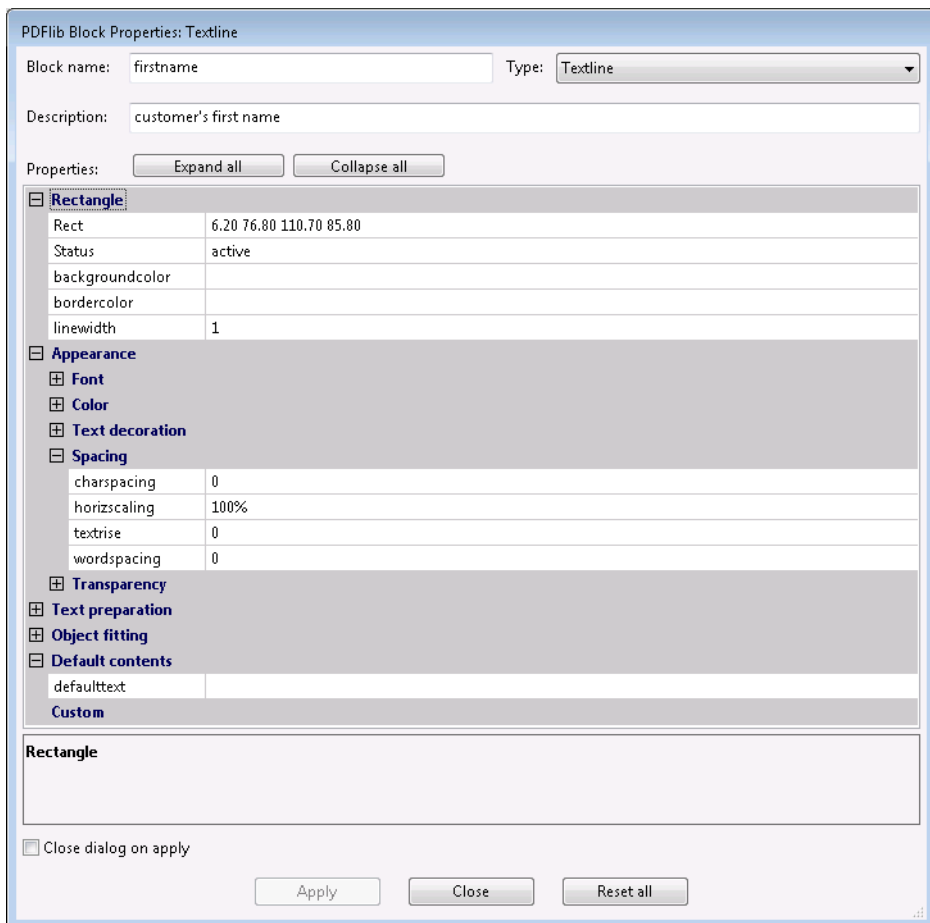 PDFlib Block Properties: Textline
Block name: firstname Type: Textline
Description: customer's first name
Properties: Expand all Collapse all
Rectangle
Rect 6.20 76.80 110.70 85.80
Status active
backgroundcolor
bordercolor
linewidth 1
Appearance
Font
Color
Text decoration
Spacing
charspacing 0
horizscaling 100%
textrise 0
wordspacing 0
Transparency
Text preparation
Object fitting
Default contents
defaulttext
Custom
Rectangle
Close dialog on apply
Apply Close Reset all